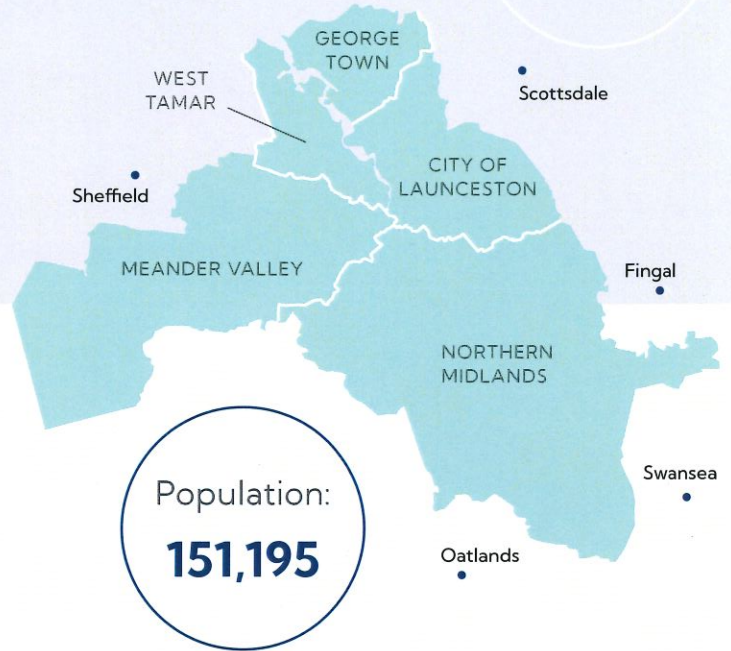 GEORGE
TOWN
WEST
TAMAR
Scottsdale
CITY OF
LAUNCESTON
Sheffield
MEANDER VALLEY
Fingal
NORTHERN
MIDLANDS
Swansea
Population:
151,195
Oatlands